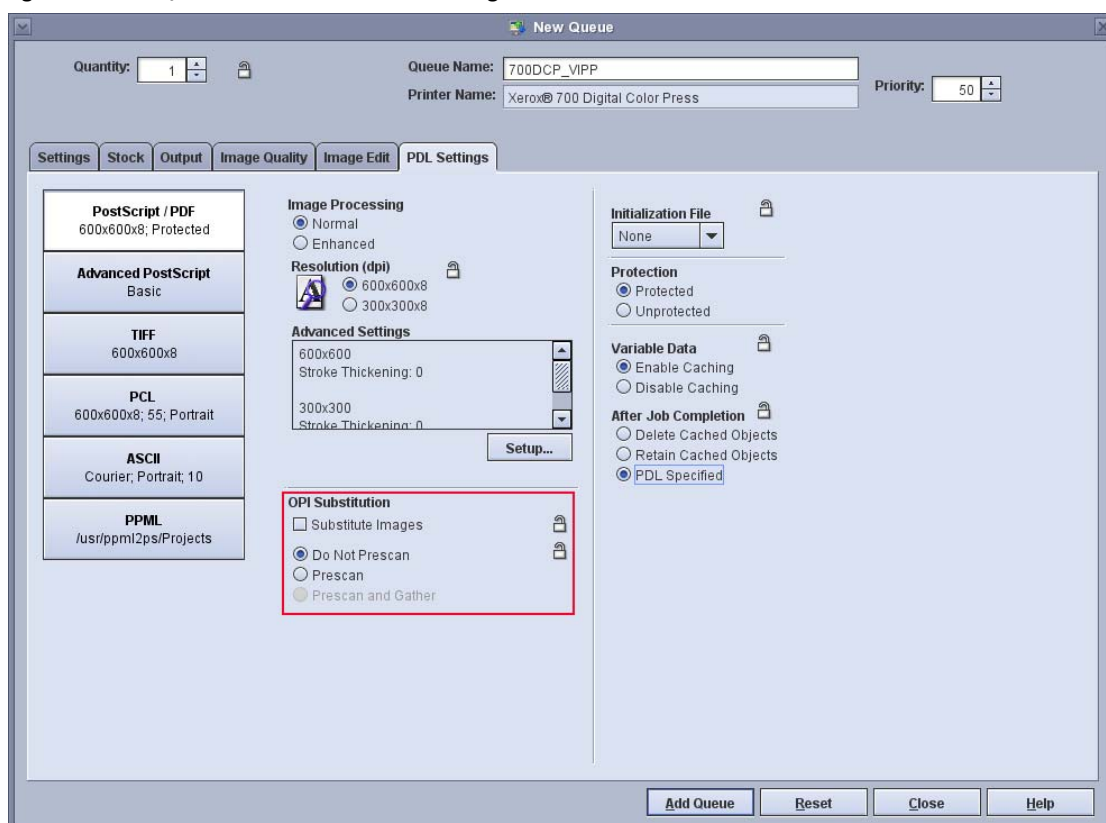 New Queue
Quantity: 1
Queue Name: 700DCP_VIPP
Printer Name: Xerox® 700 Digital Color Press
Priority: 50
Settings Stock Output Image Quality Image Edit PDL Settings
PostScript / PDF
600x600x8; Protected
Advanced PostScript
Basic
TIFF
600x600x8
PCL
600x600x8; 55; Portrait
ASCII
Courier; Portrait; 10
PPML
/usr/ppml2ps/Projects
Image Processing
Normal
Enhanced
Resolution (dpi)
600x600x8
300x300x8
Advanced Settings
600x600
Stroke Thickening: 0
300x300
Stroke Thickening: 0
Setup...
OPI Substitution
Substitute Images
Do Not Prescan
Prescan
Prescan and Gather
Initialization File
None
Protection
Protected
Unprotected
Variable Data
Enable Caching
Disable Caching
After Job Completion
Delete Cached Objects
Retain Cached Objects
PDL Specified
Add Queue Reset Close Help